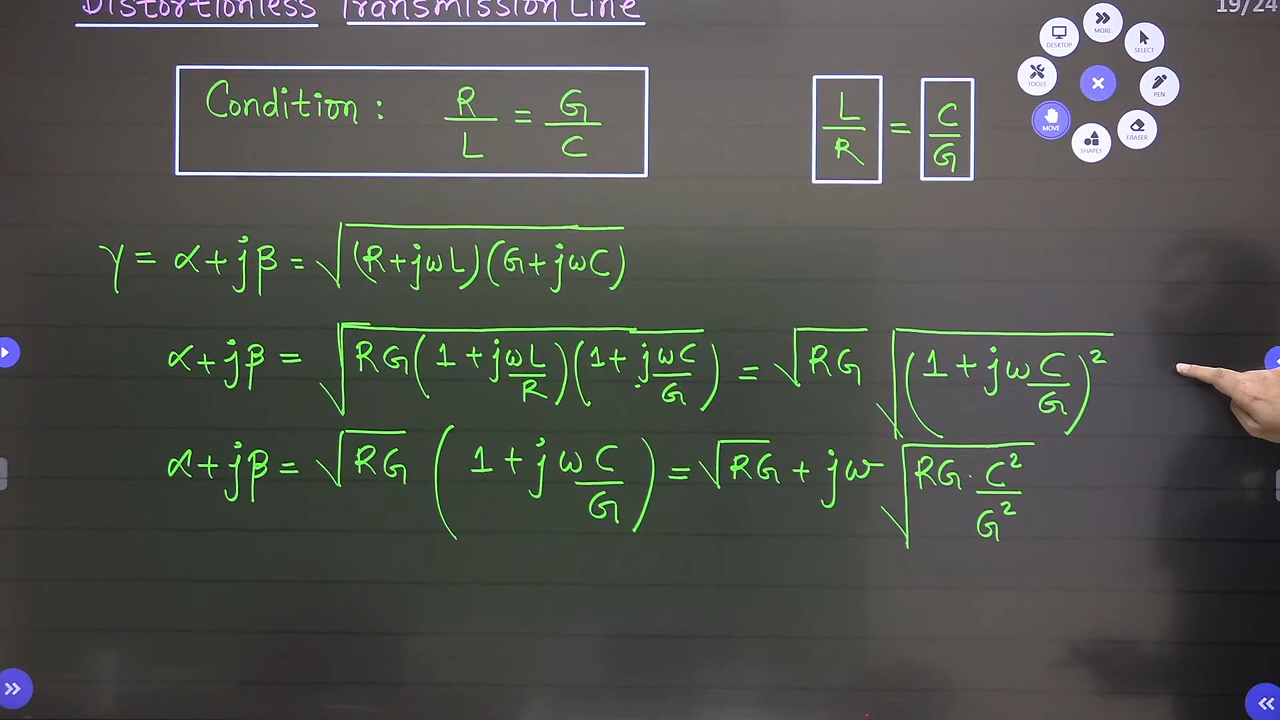 Distortionless Transmission Line
19/24
MORE
DESKTOP
SELECT
TOOLS
PEN
MOVE
ERASER
SHAPES
Condition : R/L = G/C
L/R = C/G
γ = α + jβ = √((R+jωL)(G+jωC))
α + jβ = √(RG(1+jωL/R)(1+jωC/G)) = √RG √((1+jωC/G)²)
α + jβ = √RG (1+jωC/G) = √RG + jω √(RG·C²/G²)